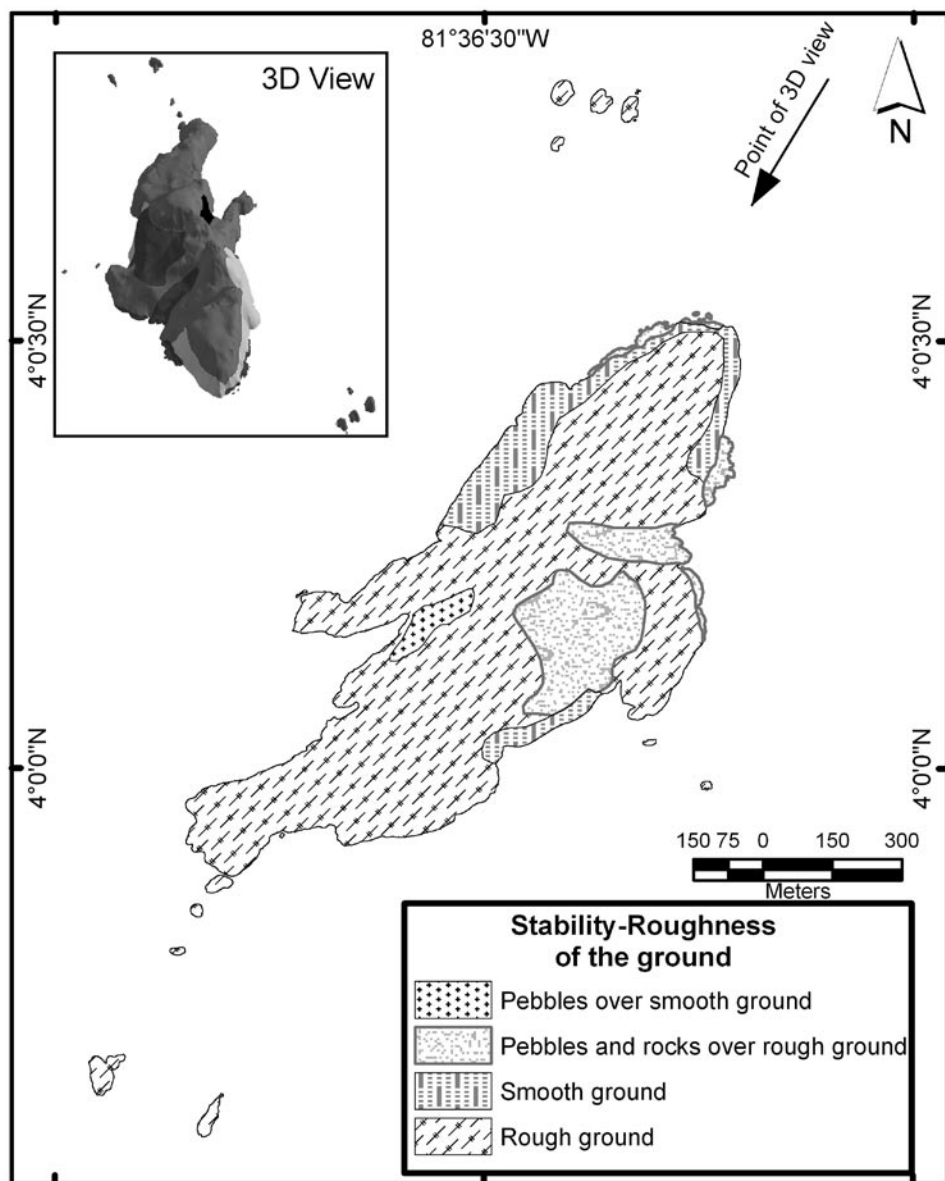 81°36'30"W
3D View
Point of 3D view
N
4°0'30"N
4°0'30"N
4°0'0"N
4°0'0"N
150 75 0 150 300
Meters
Stability-Roughness
of the ground
Pebbles over smooth ground
Pebbles and rocks over rough ground
Smooth ground
Rough ground